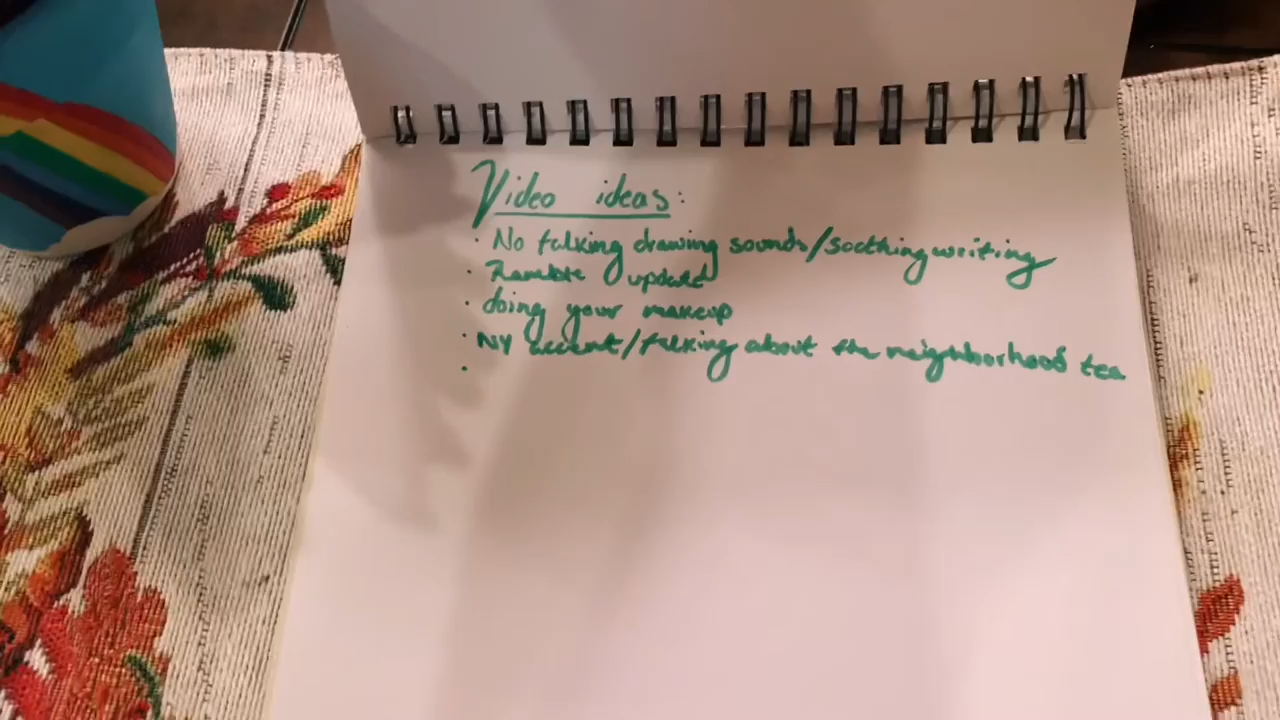 Video ideas:
· No talking drawing sounds/soothing writing
· Ramble update
· doing your makeup
· NY accent/talking about the neighborhood tea
·